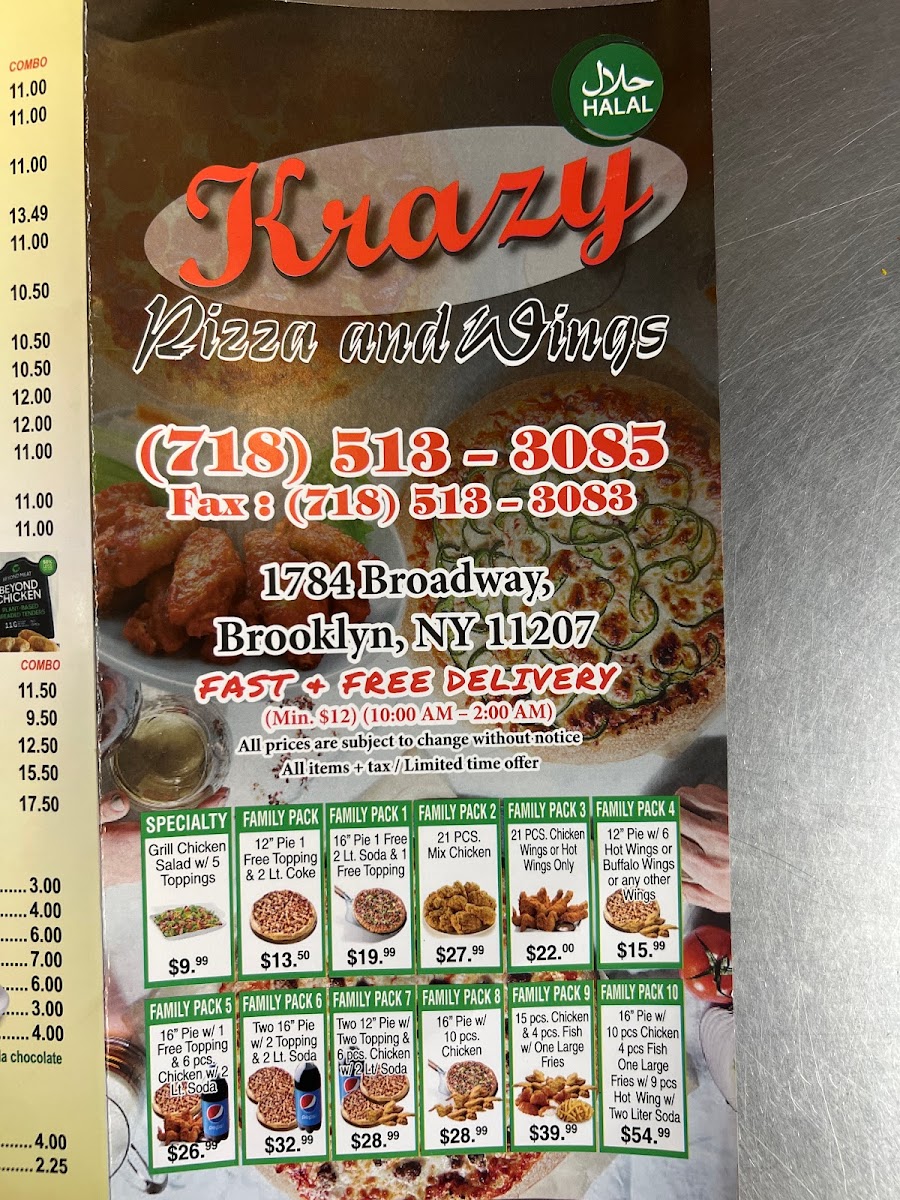 COMBO
11.00
11.00
11.00
13.49
11.00
10.50
10.50
10.50
12.00
12.00
11.00
11.00
11.00
BEYOND MEAT
BEYOND
CHICKEN
PLANT-BASED
BREADED TENDERS
11G
COMBO
11.50
9.50
12.50
15.50
17.50
......3.00
.....4.00
......6.00
......7.00
.....6.00
......3.00
......4.00
la chocolate
.....4.00
.........2.25
حلال
HALAL
Krazy
Pizza and Wings
(718) 513 - 3085
Fax : (718) 513 - 3083
1784 Broadway,
Brooklyn, NY 11207
FAST & FREE DELIVERY
(Min. $12) (10:00 AM – 2:00 AM)
All prices are subject to change without notice
All items + tax / Limited time offer
SPECIALTY
Grill Chicken
Salad w/ 5
Toppings
$9.99
FAMILY PACK
12” Pie 1
Free Topping
& 2 Lt. Coke
$13.50
FAMILY PACK 1
16” Pie 1 Free
2 Lt. Soda & 1
Free Topping
$19.99
FAMILY PACK 2
21 PCS.
Mix Chicken
$27.99
FAMILY PACK 3
21 PCS. Chicken
Wings or Hot
Wings Only
$22.00
FAMILY PACK 4
12” Pie w/ 6
Hot Wings or
Buffalo Wings
or any other
Wings
$15.99
FAMILY PACK 5
16” Pie w/ 1
Free Topping
& 6 pcs.
Chicken w/ 2
Lt. Soda
pepsi
$26.99
FAMILY PACK 6
Two 16” Pie
w/ 2 Topping
& 2 Lt. Soda
pepsi
$32.99
FAMILY PACK 7
Two 12” Pie w/
Two Topping &
6 pcs. Chicken
w/ 2 Lt. Soda
$28.99
FAMILY PACK 8
16” Pie w/
10 pcs.
Chicken
$28.99
FAMILY PACK 9
15 pcs. Chicken
& 4 pcs. Fish
w/ One Large
Fries
$39.99
FAMILY PACK 10
16” Pie w/
10 pcs Chicken
4 pcs Fish
One Large
Fries w/ 9 pcs
Hot Wing w/
Two Liter Soda
$54.99